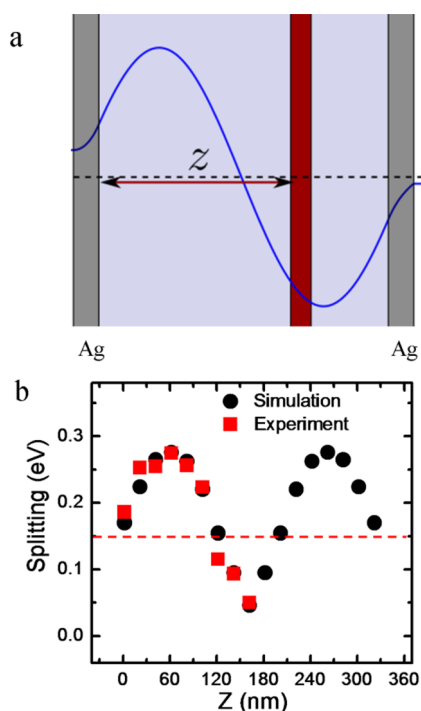 a
z
Ag Ag
b
Simulation
Experiment
Splitting (eV)
0.3
0.2
0.1
0.0
0 60 120 180 240 300 360
Z (nm)